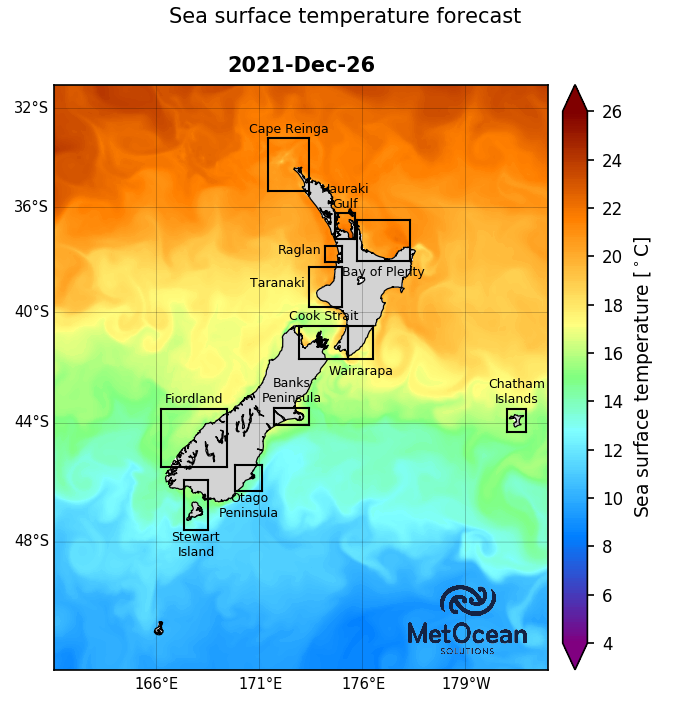 Sea surface temperature forecast
2021-Dec-26
32°S
36°S
40°S
44°S
48°S
Cape Reinga
Hauraki
Gulf
Raglan
Bay of Plenty
Taranaki
Cook Strait
Wairarapa
Banks
Peninsula
Fiordland
Chatham
Islands
Otago
Peninsula
Stewart
Island
MetOcean
SOLUTIONS
166°E
171°E
176°E
179°W
26
24
22
20
18
16
14
12
10
8
6
4
Sea surface temperature [°C]